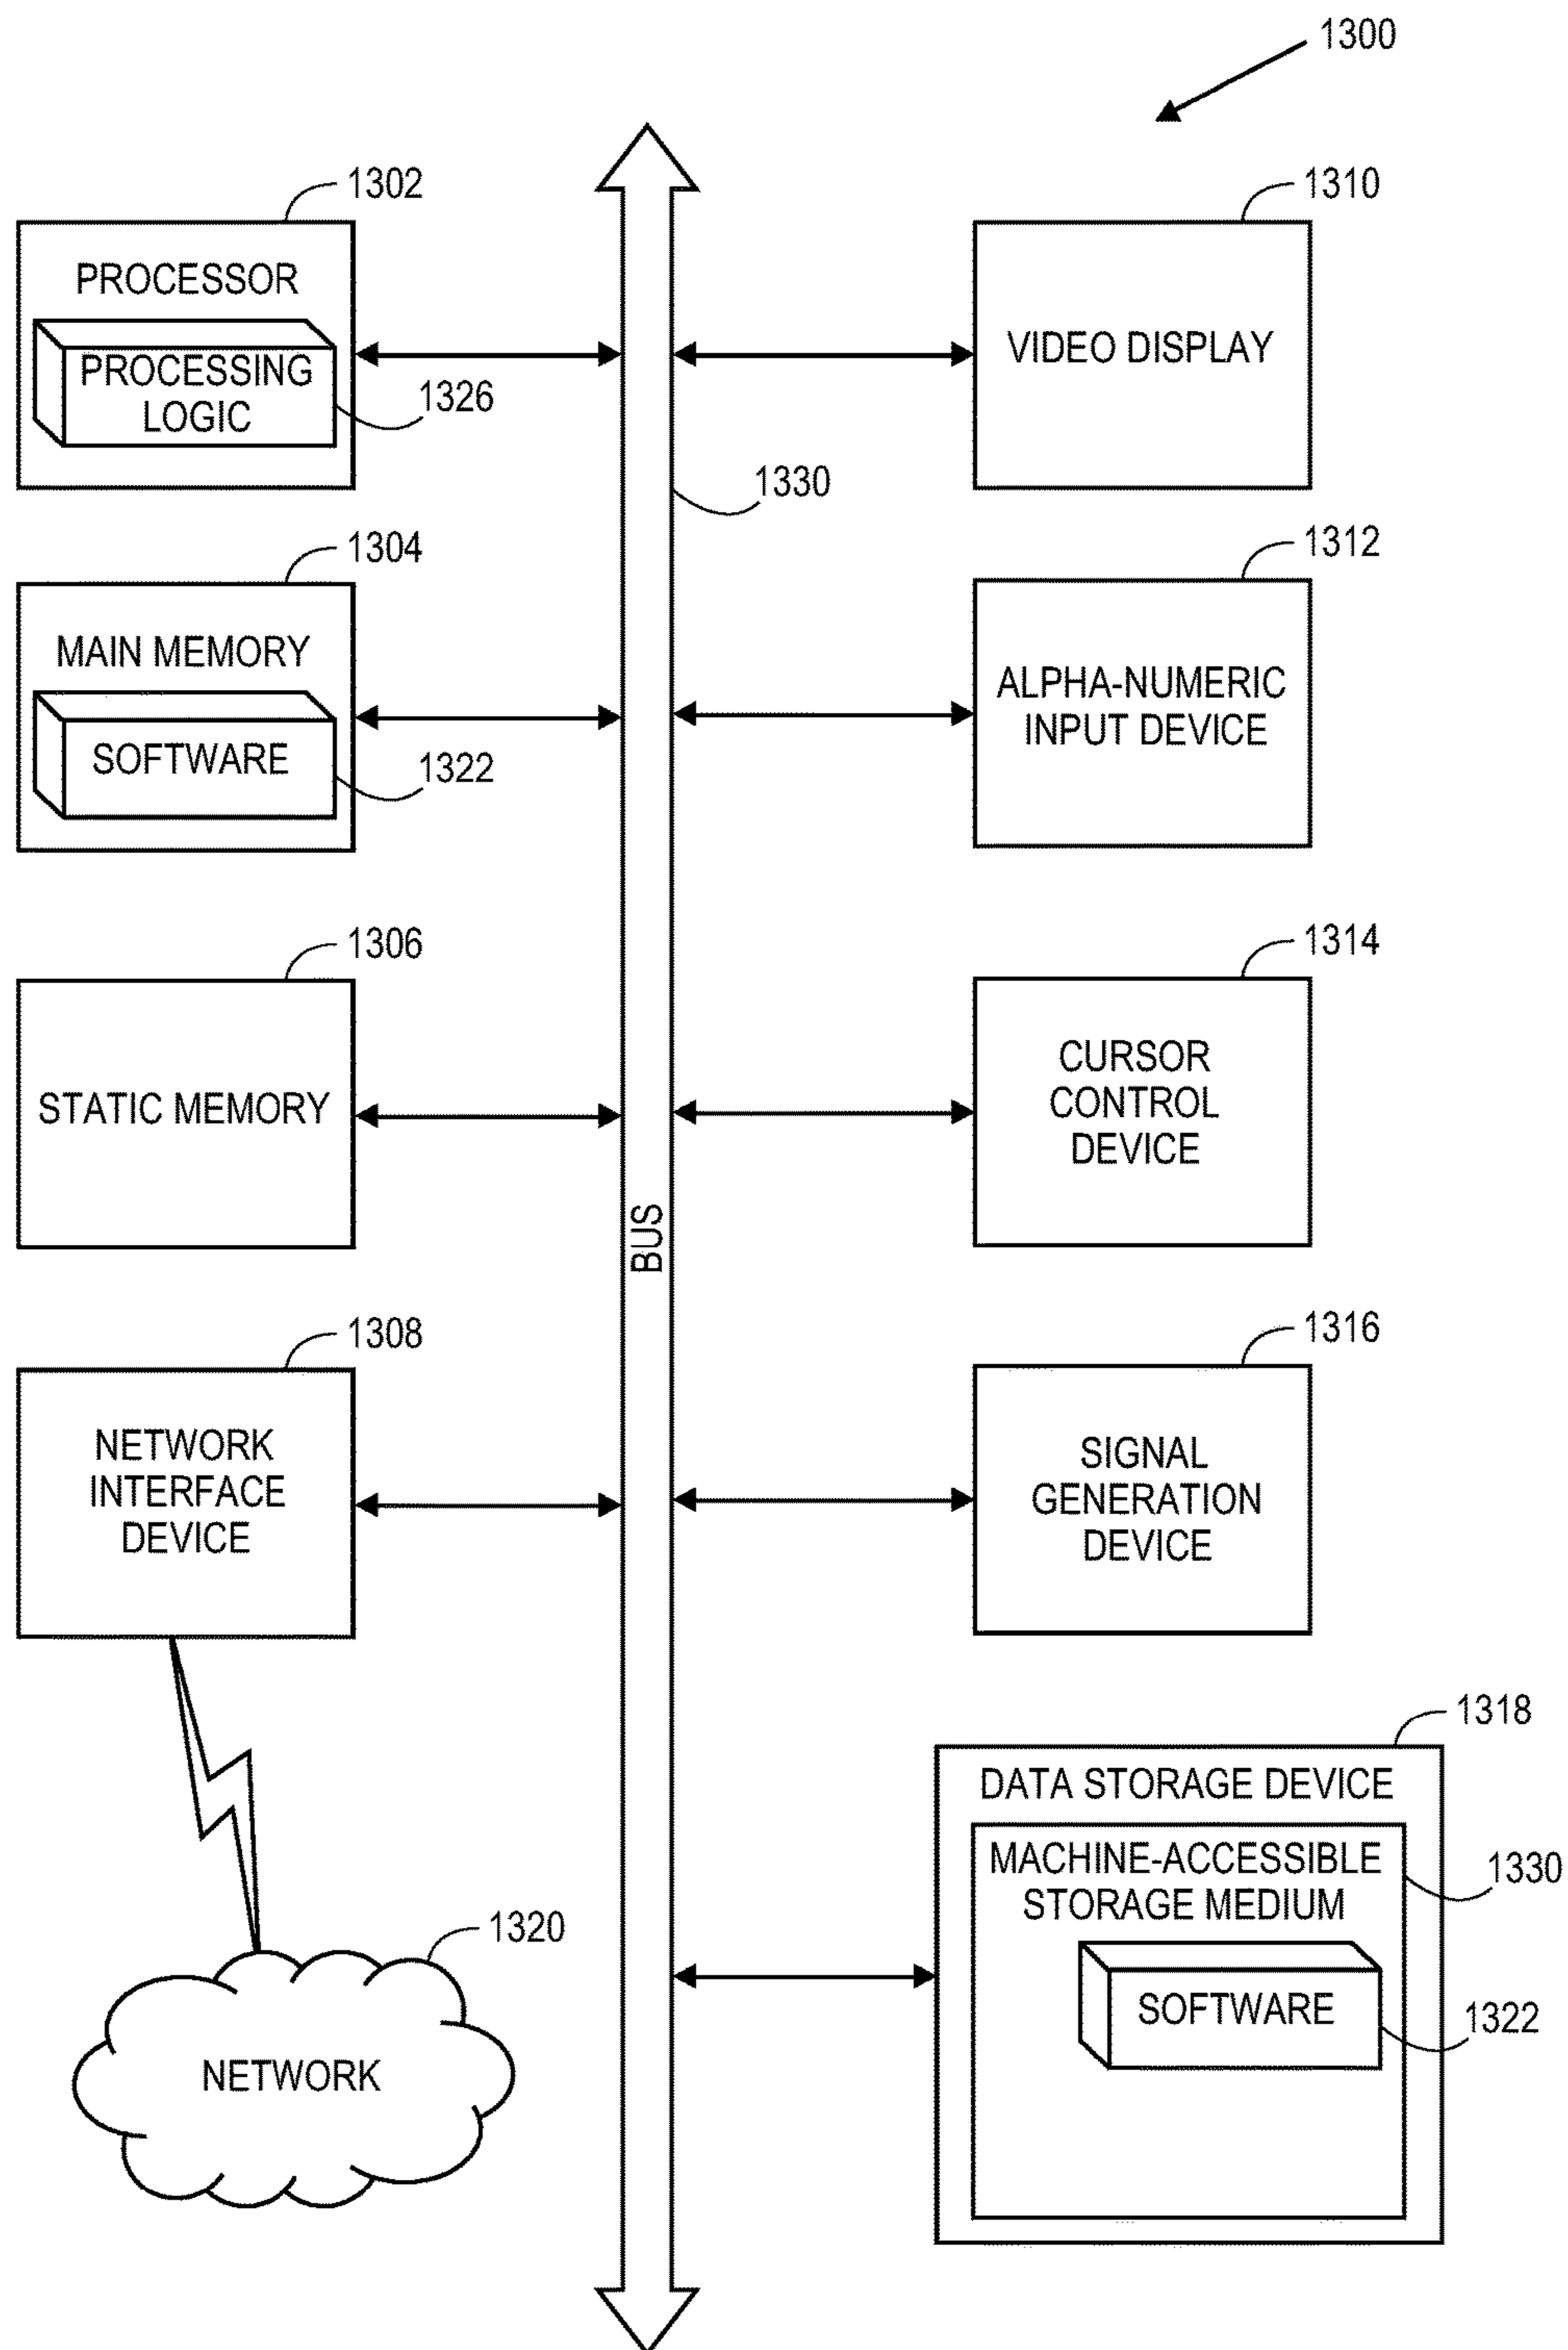 1300
1302
PROCESSOR
PROCESSING
LOGIC
1326
1310
VIDEO DISPLAY
1330
1304
MAIN MEMORY
SOFTWARE
1322
1312
ALPHA-NUMERIC
INPUT DEVICE
1306
STATIC MEMORY
1314
CURSOR
CONTROL
DEVICE
BUS
1308
NETWORK
INTERFACE
DEVICE
1316
SIGNAL
GENERATION
DEVICE
1318
DATA STORAGE DEVICE
MACHINE-ACCESSIBLE
STORAGE MEDIUM
1330
SOFTWARE
1322
1320
NETWORK